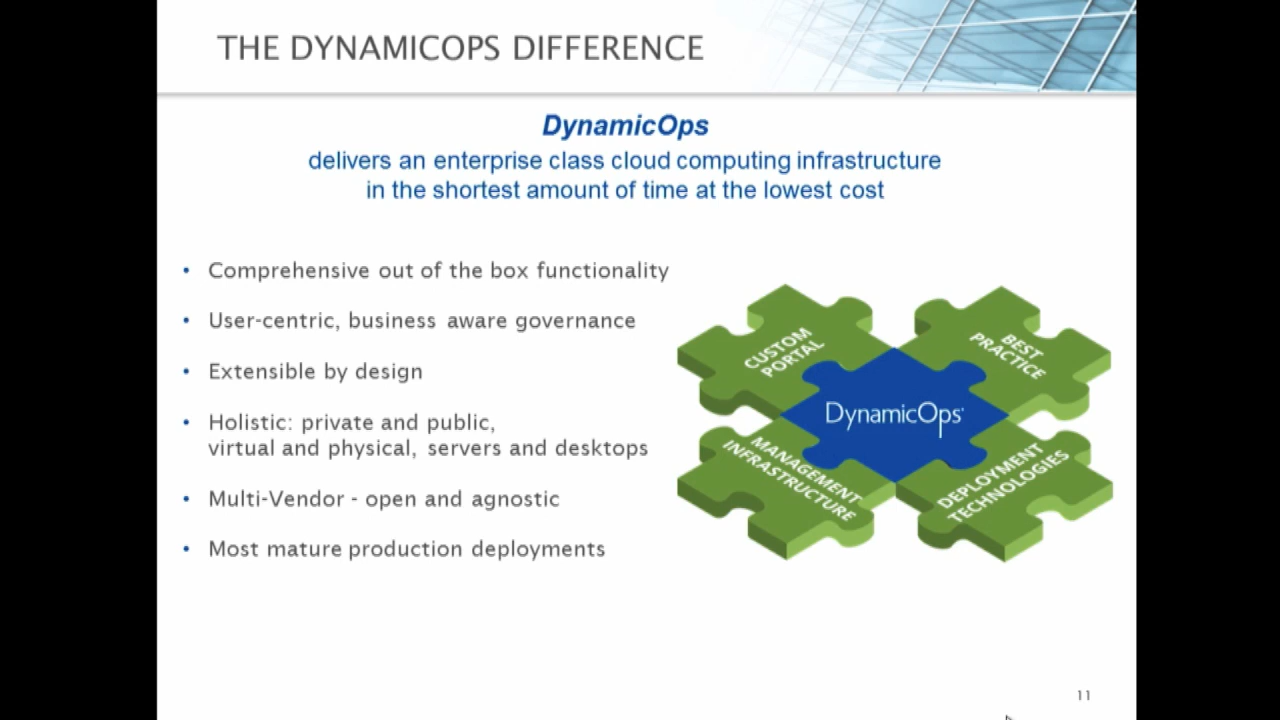 THE DYNAMICOPS DIFFERENCE
DynamicOps
delivers an enterprise class cloud computing infrastructure
in the shortest amount of time at the lowest cost
• Comprehensive out of the box functionality
• User-centric, business aware governance
• Extensible by design
• Holistic: private and public,
virtual and physical, servers and desktops
• Multi-Vendor - open and agnostic
• Most mature production deployments
CUSTOM
PORTAL
BEST
PRACTICE
DynamicOps
MANAGEMENT
INFRASTRUCTURE
DEPLOYMENT
TECHNOLOGIES
11